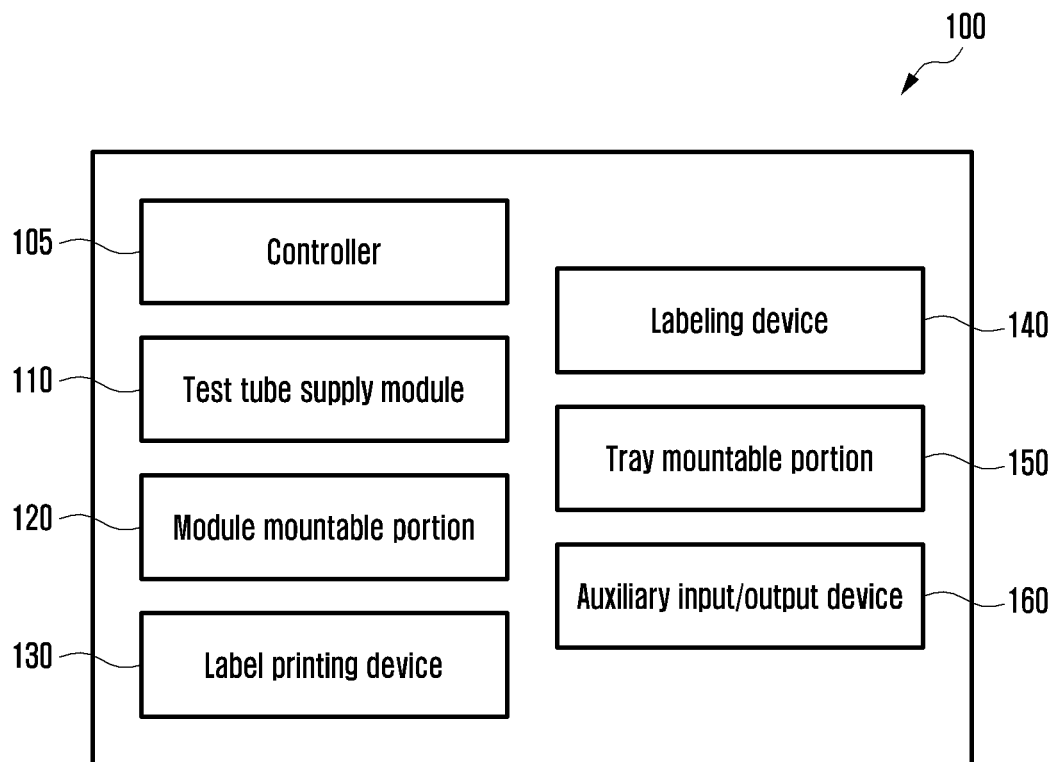 100
105
Controller
Labeling device
140
110
Test tube supply module
Tray mountable portion
150
120
Module mountable portion
Auxiliary input/output device
160
130
Label printing device